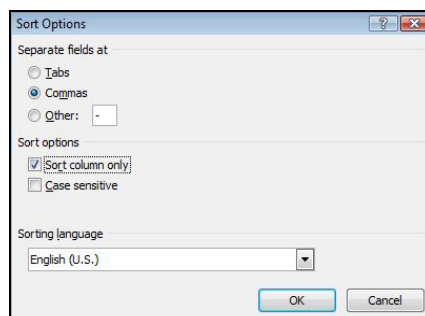 Sort Options
Separate fields at
Tabs
Commas
Other: -
Sort options
Sort column only
Case sensitive
Sorting language
English (U.S.)
OK Cancel